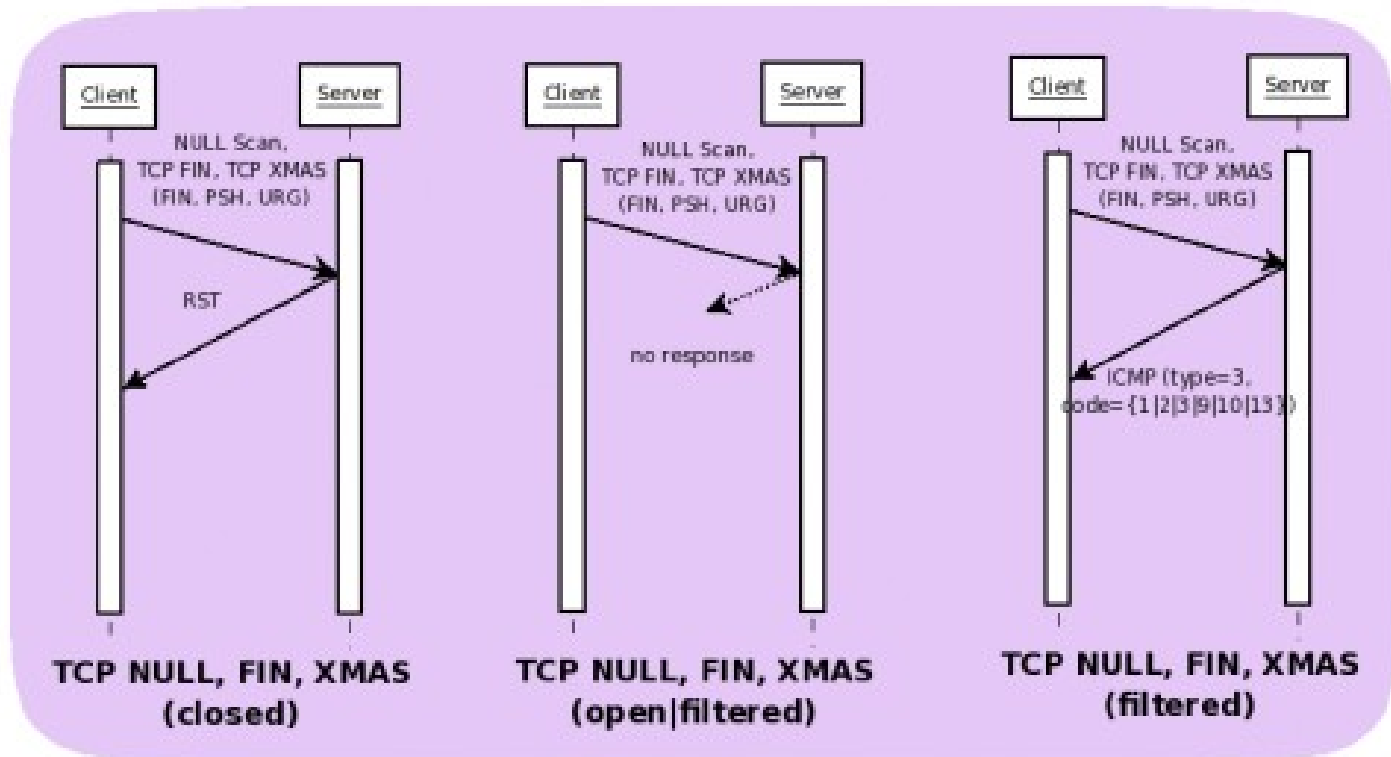 Client
Server
NULL Scan,
TCP FIN, TCP XMAS
(FIN, PSH, URG)
RST
TCP NULL, FIN, XMAS
(closed)
Client
Server
NULL Scan,
TCP FIN, TCP XMAS
(FIN, PSH, URG)
no response
TCP NULL, FIN, XMAS
(open|filtered)
Client
Server
NULL Scan,
TCP FIN, TCP XMAS
(FIN, PSH, URG)
ICMP (type=3,
code={1|2|3|9|10|13})
TCP NULL, FIN, XMAS
(filtered)